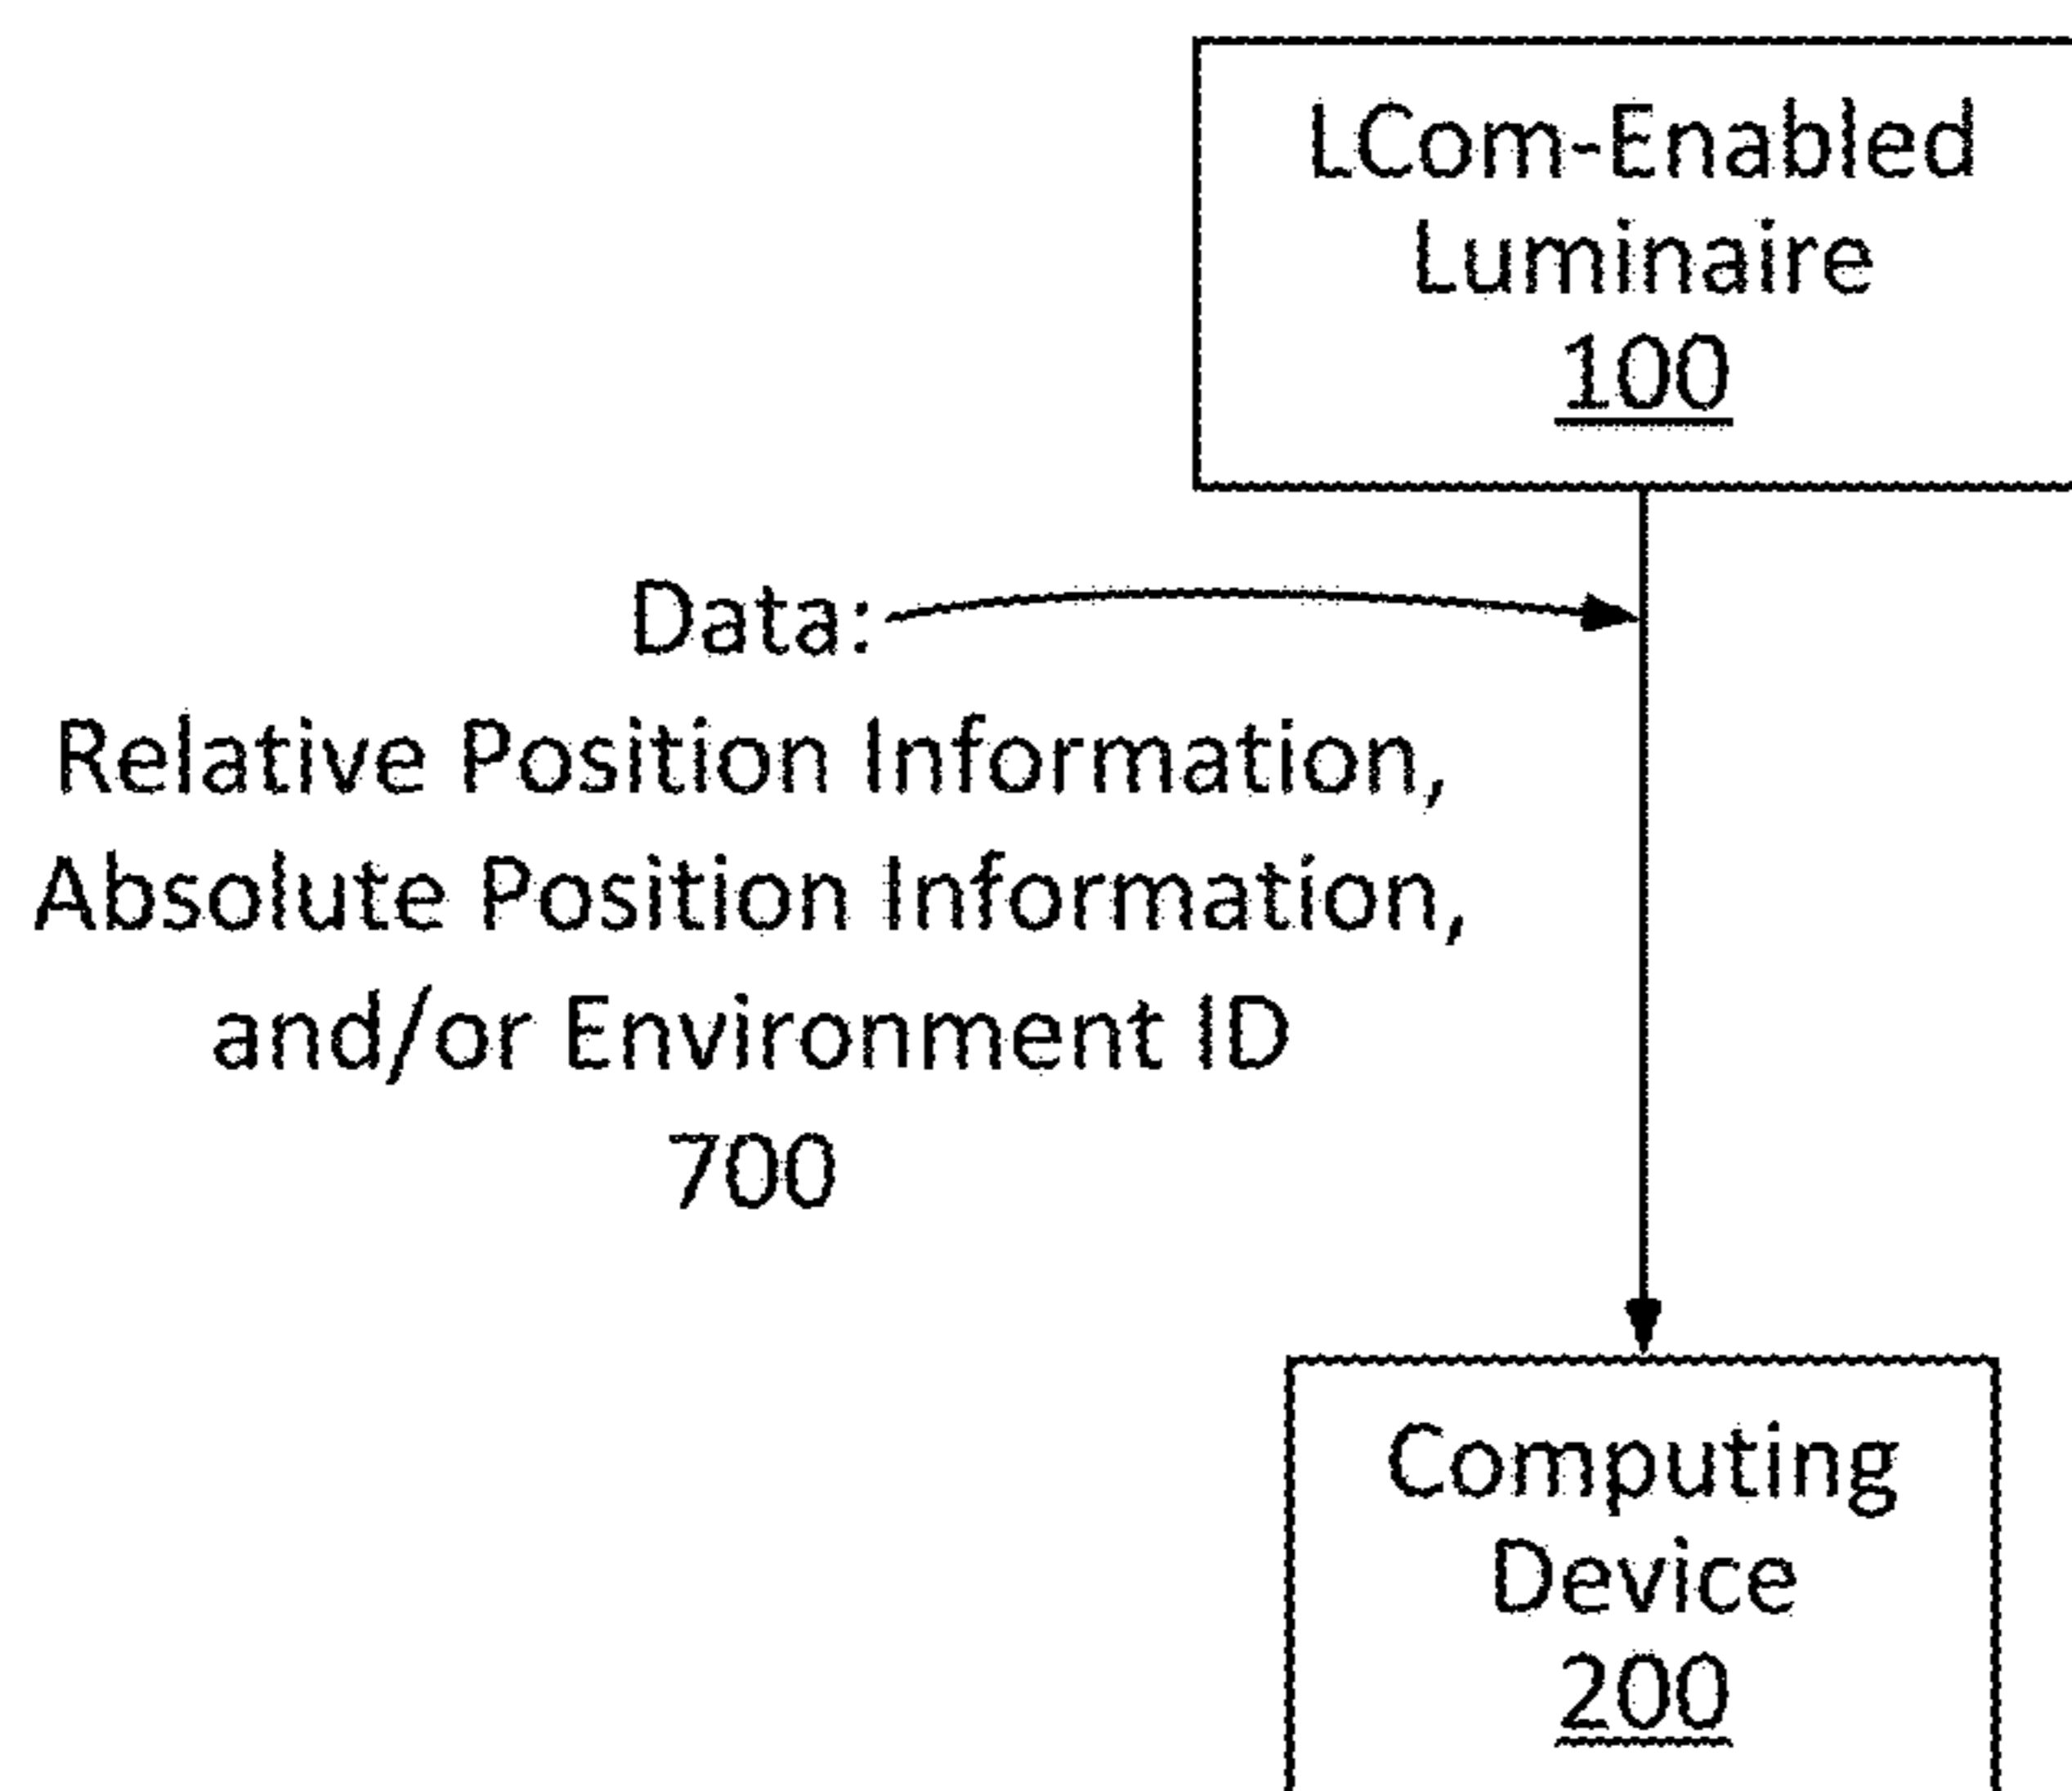 LCom-Enabled
Luminaire
100
Data:
Relative Position Information,
Absolute Position Information,
and/or Environment ID
700
Computing
Device
200